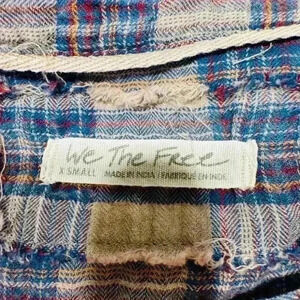 We The Free
X SMALL MADE IN INDIA / FABRIQUÉ EN INDE